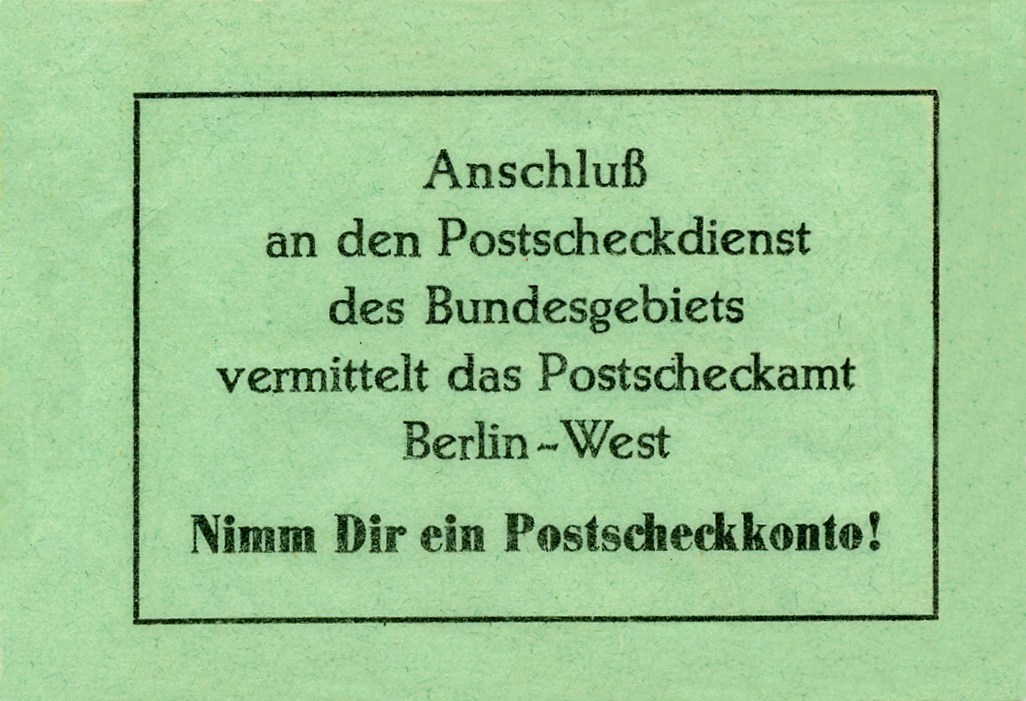 Anschluß
an den Postscheckdienst
des Bundesgebiets
vermittelt das Postscheckamt
Berlin-West
Nimm Dir ein Postscheckkonto!